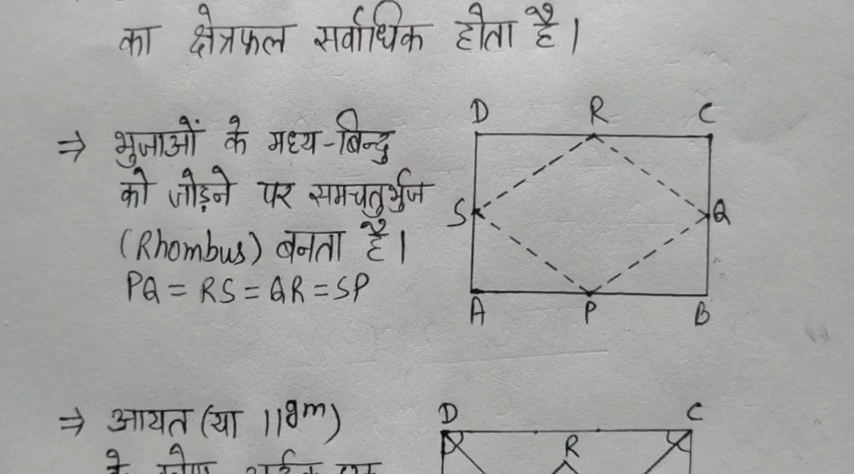 का क्षेत्रफल सर्वाधिक होता है।
D R C
⇒ भुजाओं के मध्य-बिन्दु
को जोड़ने पर समचतुर्भुज
S Q
(Rhombus) बनता है।
PQ = RS = QR = SP
A P B
⇒ आयत (या ||gm)
D C
R
के कोण